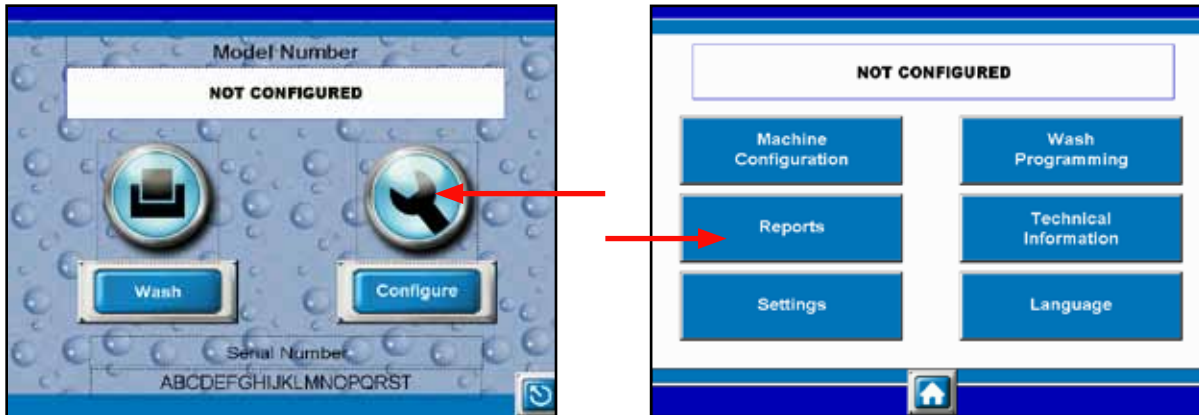 Model Number
NOT CONFIGURED
Wash
Configure
Serial Number
ABCDEFGHIJKLMNOPQRST
NOT CONFIGURED
Machine
Configuration
Wash
Programming
Reports
Technical
Information
Settings
Language